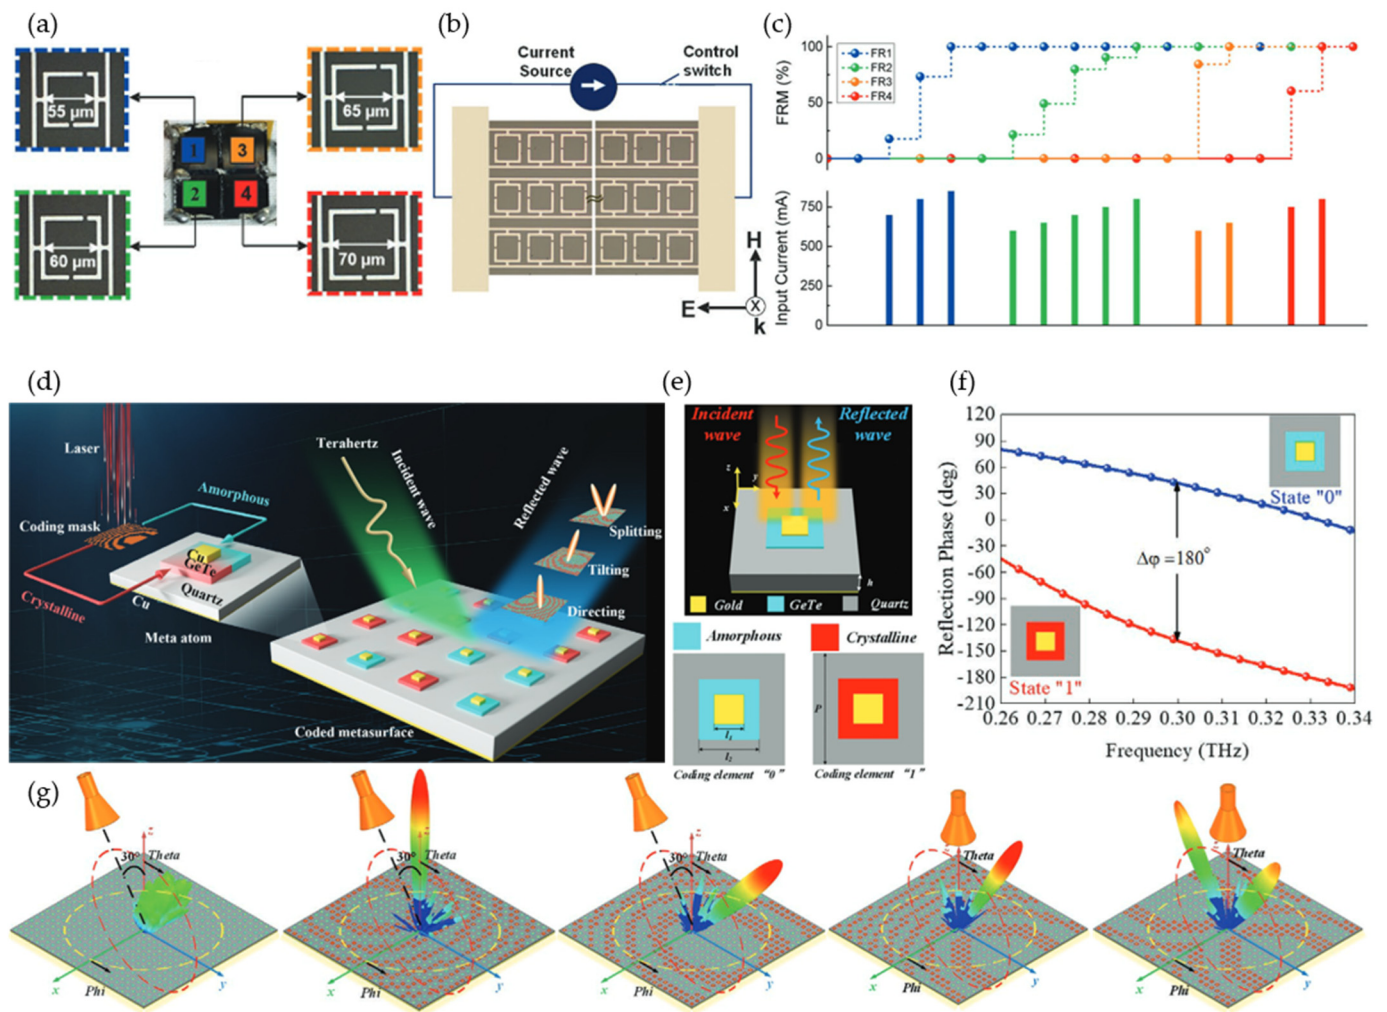 (a)
55 µm
65 µm
1
3
2
4
60 µm
70 µm
(b)
Current
Source
Control
switch
≈
H
E
X
k
(c)
FRM (%)
100
50
0
FR1
FR2
FR3
FR4
Input Current (mA)
750
500
250
0
(d)
Laser
Coding mask
Amorphous
Crystalline
Cu
GeTe
Quartz
Cu
Meta atom
Terahertz
Incident wave
Reflected wave
Splitting
Tilting
Directing
Coded metasurface
(e)
Incident
wave
Reflected
wave
z
y
x
h
Gold
GeTe
Quartz
Amorphous
Crystalline
l₁
l₂
P
Coding element “0”
Coding element “1”
(f)
Reflection Phase (deg)
120
90
60
30
0
-30
-60
-90
-120
-150
-180
-210
State "0"
Δφ =180°
State "1"
0.26 0.27 0.28 0.29 0.30 0.31 0.32 0.33 0.34
Frequency (THz)
(g)
z
30°
Theta
x
Phi
y
z
30°
Theta
x
Phi
y
30°
Theta
x
Phi
y
Theta
x
Phi
y
Theta
x
Phi
y